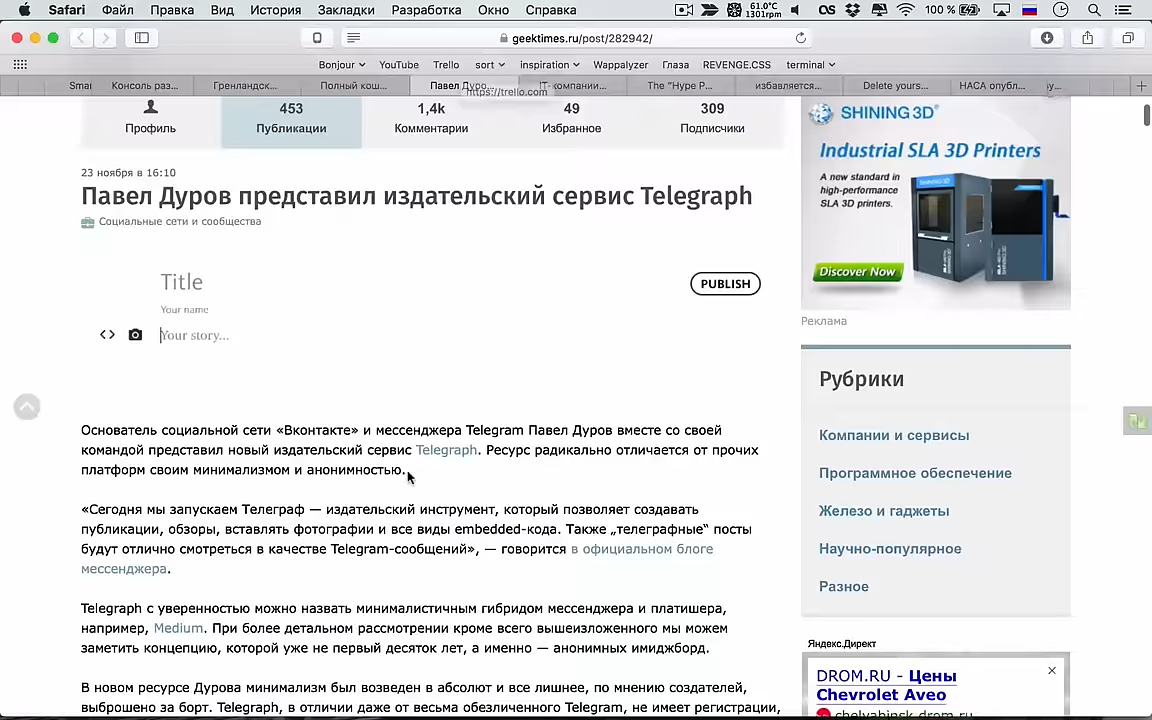 Safari Файл Правка Вид История Закладки Разработка Окно Справка 61.0°C 1301rpm 100 %
geektimes.ru/post/282942/
Bonjour YouTube Trello sort inspiration Wappalyzer Глаза REVENGE.CSS terminal
Smai Консоль раз... Гренландск... Полный кош... Павел Дуро... IT-компании... The "Hype P... избавляется... Delete yours... НАСА опубл...
https://trello.com
453 1,4k 49 309
Профиль Публикации Комментарии Избранное Подписчики
23 ноября в 16:10
Павел Дуров представил издательский сервис Telegraph
Социальные сети и сообщества
Title
PUBLISH
Your name
Your story...
Основатель социальной сети «Вконтакте» и мессенджера Telegram Павел Дуров вместе со своей
командой представил новый издательский сервис Telegraph. Ресурс радикально отличается от прочих
платформ своим минимализмом и анонимностью.
«Сегодня мы запускаем Телеграф — издательский инструмент, который позволяет создавать
публикации, обзоры, вставлять фотографии и все виды embedded-кода. Также „телеграфные“ посты
будут отлично смотреться в качестве Telegram-сообщений», — говорится в официальном блоге
мессенджера.
Telegraph с уверенностью можно назвать минималистичным гибридом мессенджера и платишера,
например, Medium. При более детальном рассмотрении кроме всего вышеизложенного мы можем
заметить концепцию, которой уже не первый десяток лет, а именно — анонимных имиджборд.
В новом ресурсе Дурова минимализм был возведен в абсолют и все лишнее, по мнению создателей,
выброшено за борт. Telegraph, в отличии даже от весьма обезличенного Telegram, не имеет регистрации,
SHINING 3D®
Industrial SLA 3D Printers
A new standard in
high-performance
SLA 3D printers.
Discover Now
Реклама
Рубрики
Компании и сервисы
Программное обеспечение
Железо и гаджеты
Научно-популярное
Разное
Яндекс.Директ
DROM.RU - Цены
Chevrolet Aveo
chelyabinsk.drom.ru